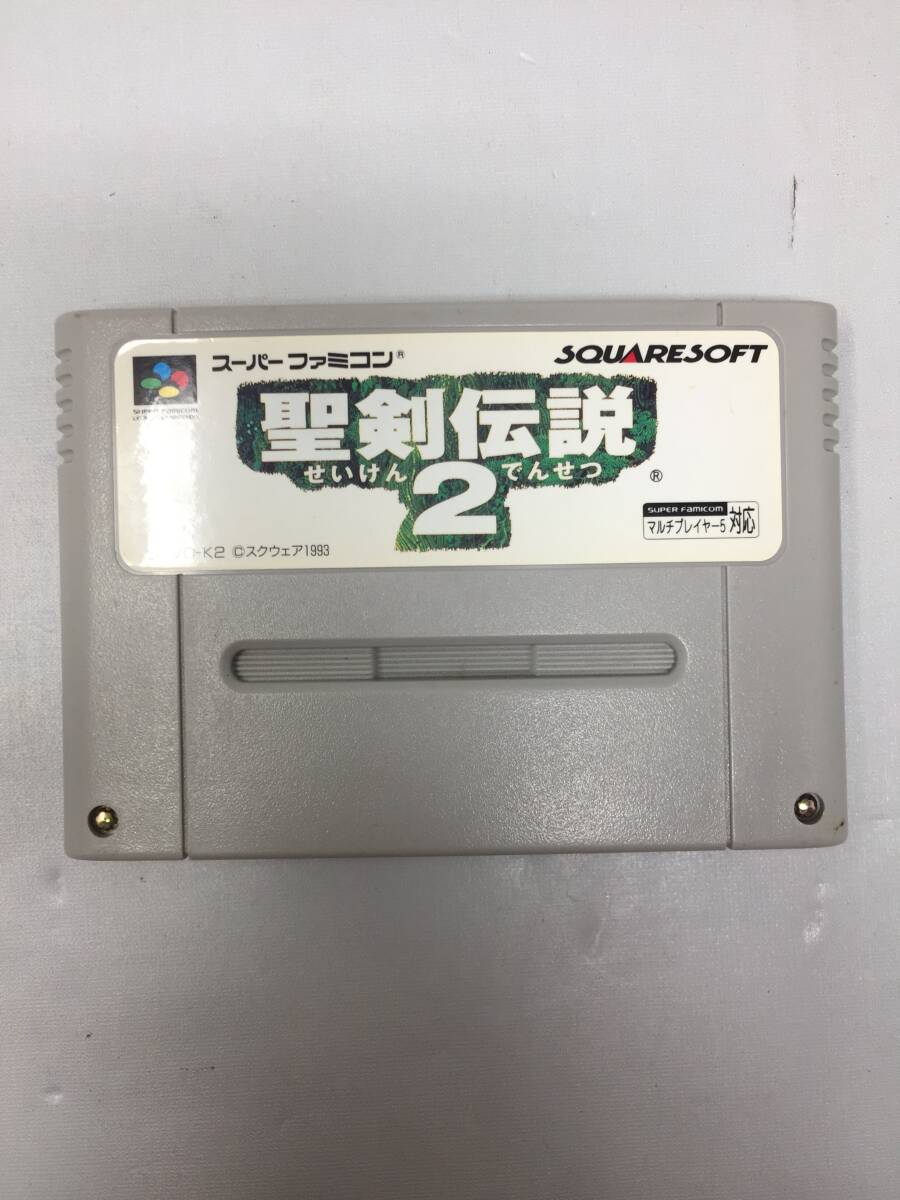 スーパーファミコン®
SQUARESOFT
SUPER FAMICOM
聖剣伝説
せいけん でんせつ
2
®
SUPER FAMICOM
マルチプレイヤー5 対応
©スクウェア1993